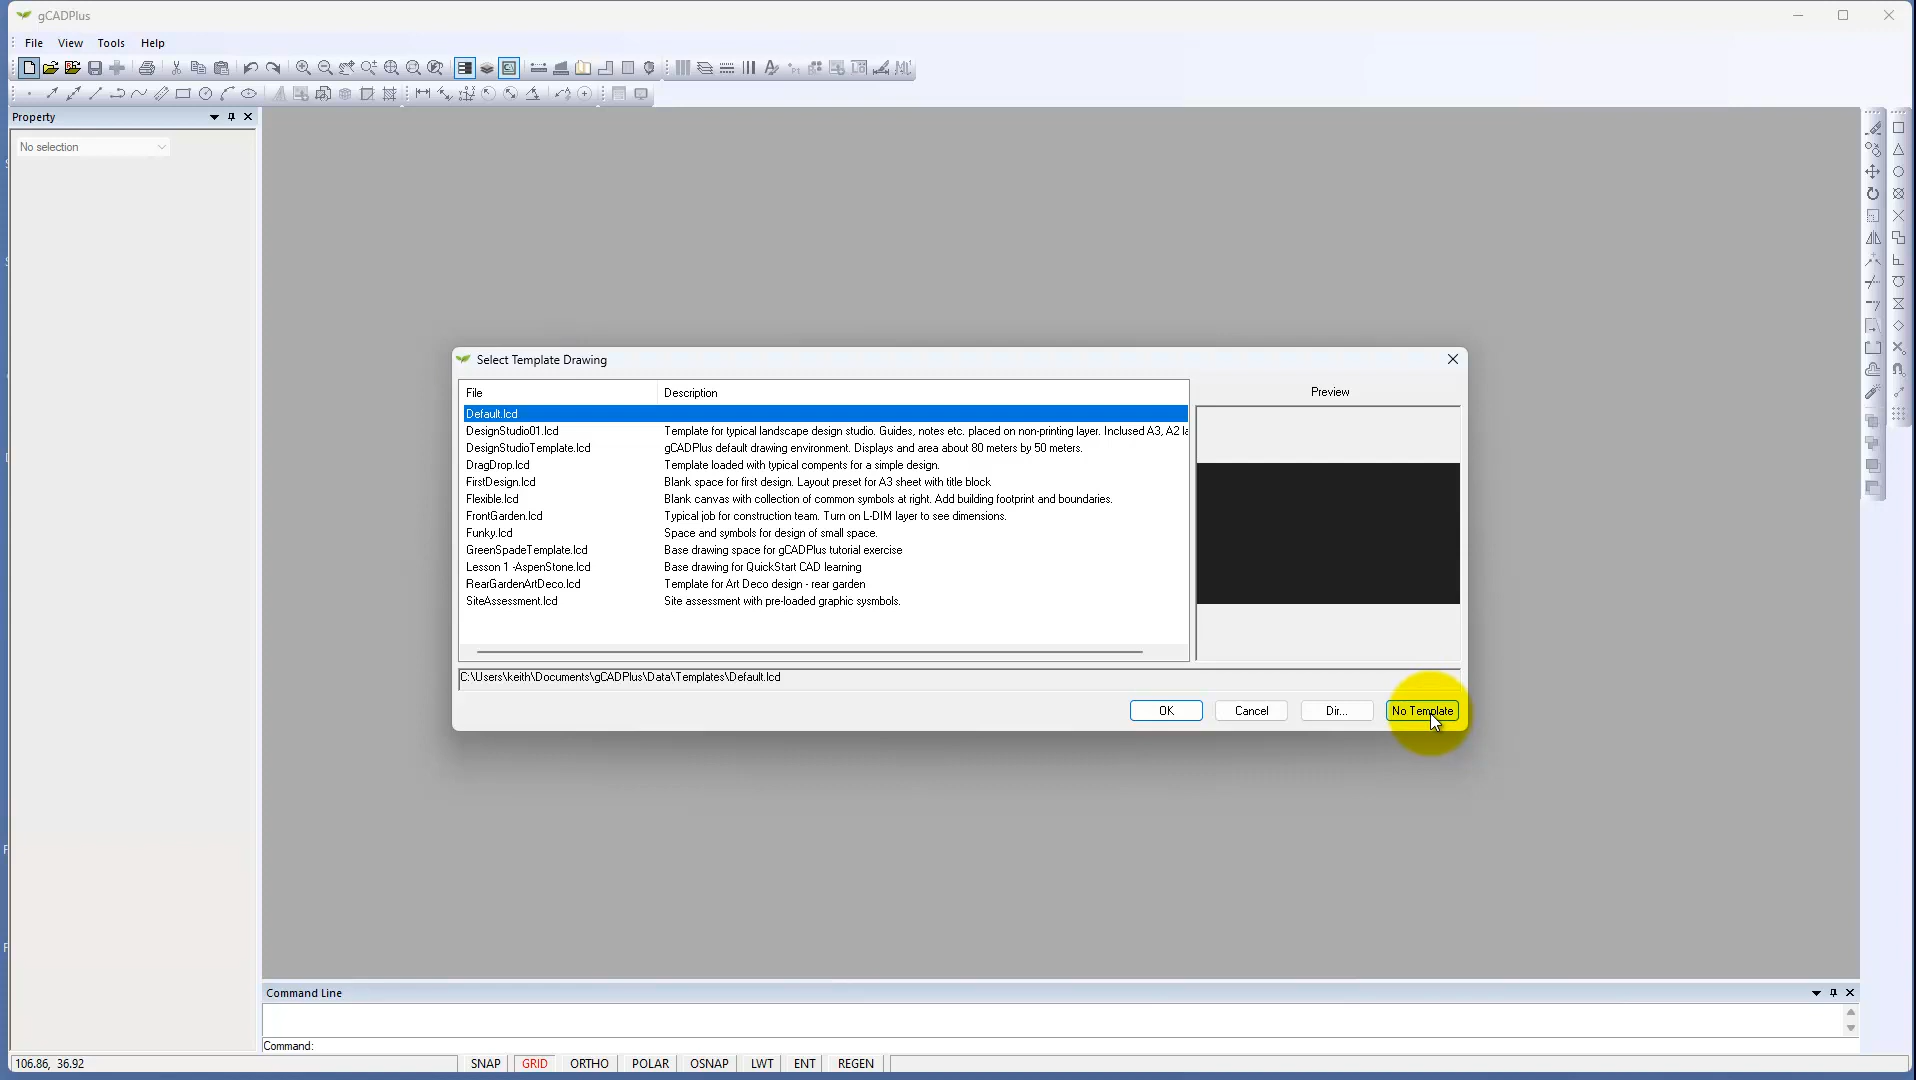 gCADPlus
File View Tools Help
Property
No selection
Select Template Drawing
File Description
Preview
Default.lcd
DesignStudio01.lcd Template for typical landscape design studio. Guides, notes etc. placed on non-printing layer. Inclused A3, A2 la
DesignStudioTemplate.lcd gCADPlus default drawing environment. Displays and area about 80 meters by 50 meters.
DragDrop.lcd Template loaded with typical compents for a simple design.
FirstDesign.lcd Blank space for first design. Layout preset for A3 sheet with title block
Flexible.lcd Blank canvas with collection of common symbols at right. Add building footprint and boundaries.
FrontGarden.lcd Typical job for construction team. Turn on L-DIM layer to see dimensions.
Funky.lcd Space and symbols for design of small space.
GreenSpadeTemplate.lcd Base drawing space for gCADPlus tutorial exercise
Lesson 1 -AspenStone.lcd Base drawing for QuickStart CAD learning
RearGardenArtDeco.lcd Template for Art Deco design - rear garden
SiteAssessment.lcd Site assessment with pre-loaded graphic sysmbols.
C:\Users\keith\Documents\gCADPlus\Data\Templates\Default.lcd
OK Cancel Dir... No Template
Command Line
Command:
106.86, 36.92 SNAP GRID ORTHO POLAR OSNAP LWT ENT REGEN